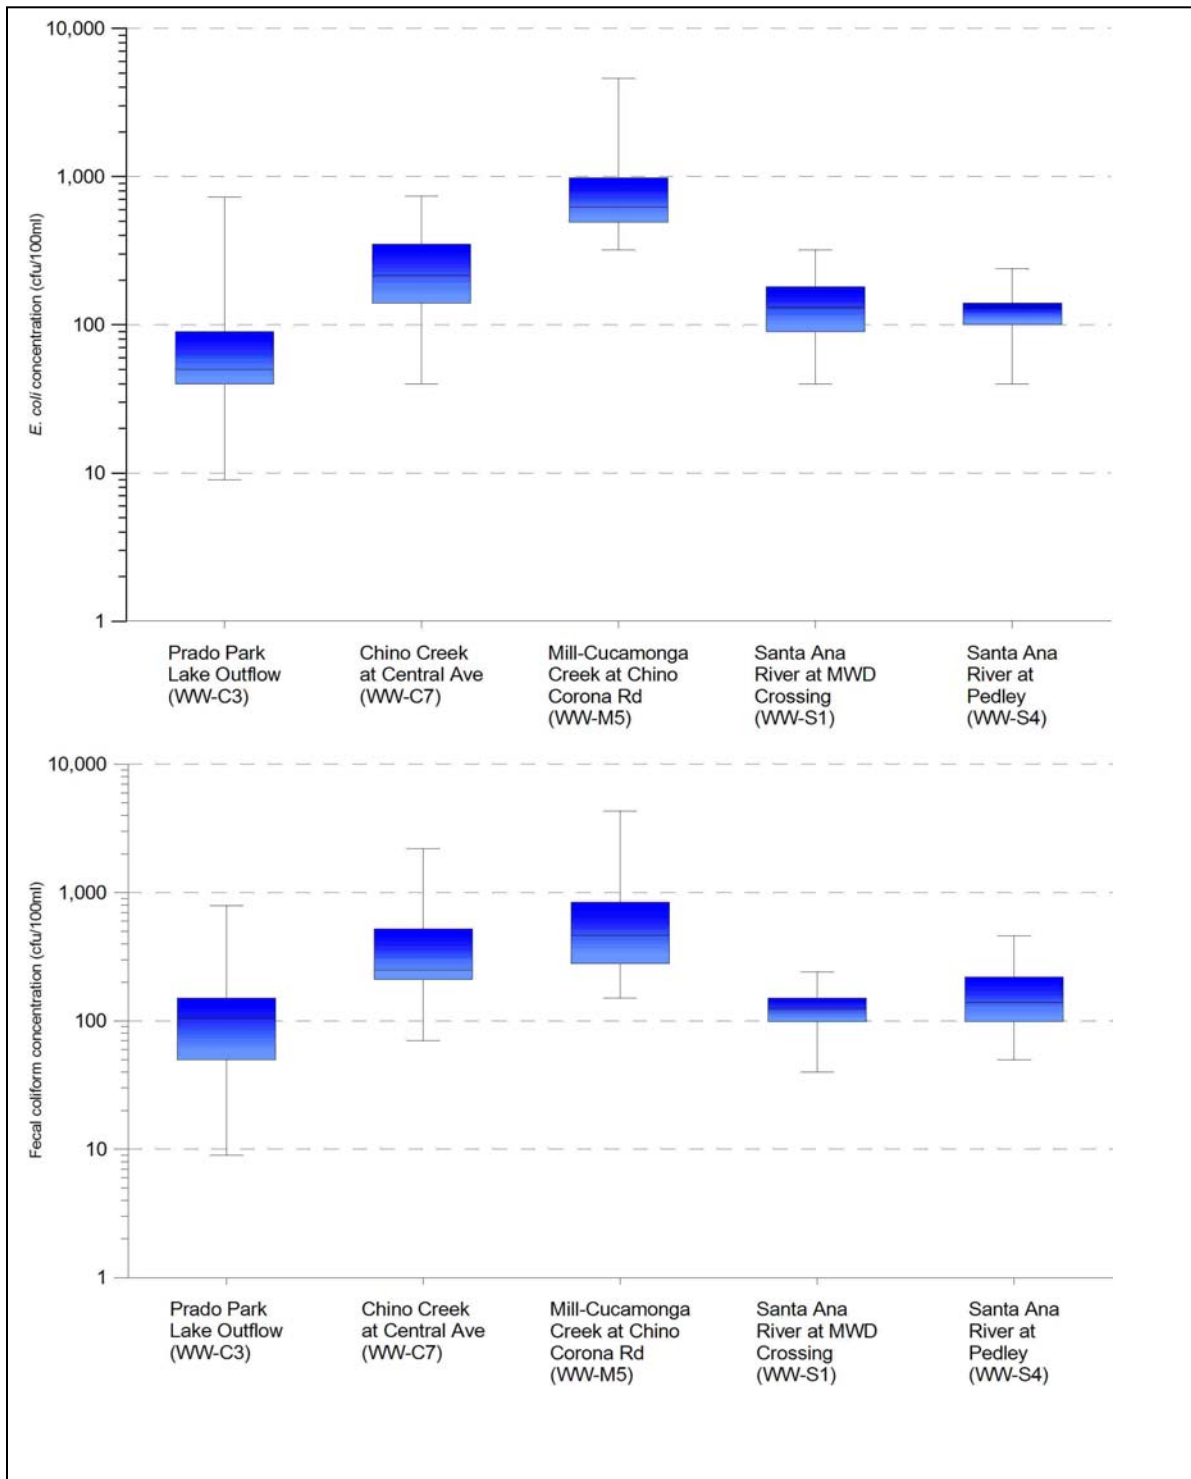 10,000
1,000
100
10
1
E. coli concentration (cfu/100ml)
Prado Park
Lake Outflow
(WW-C3)
Chino Creek
at Central Ave
(WW-C7)
Mill-Cucamonga
Creek at Chino
Corona Rd
(WW-M5)
Santa Ana
River at MWD
Crossing
(WW-S1)
Santa Ana
River at
Pedley
(WW-S4)
10,000
1,000
100
10
1
Fecal coliform concentration (cfu/100ml)
Prado Park
Lake Outflow
(WW-C3)
Chino Creek
at Central Ave
(WW-C7)
Mill-Cucamonga
Creek at Chino
Corona Rd
(WW-M5)
Santa Ana
River at MWD
Crossing
(WW-S1)
Santa Ana
River at
Pedley
(WW-S4)